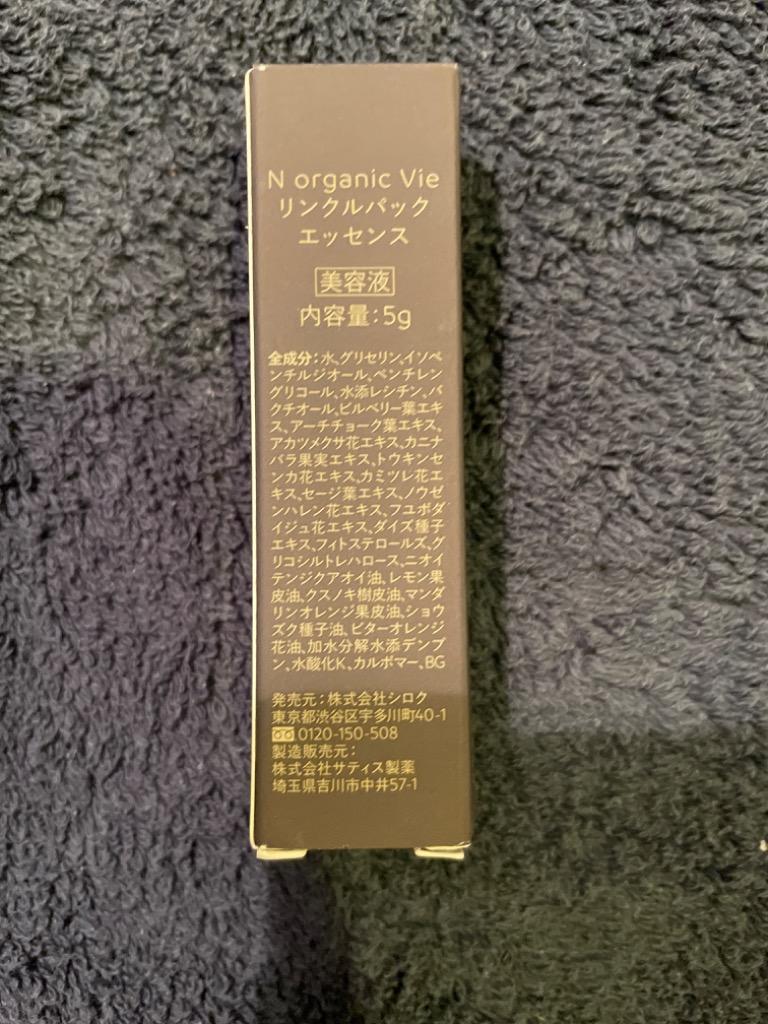 N organic Vie
リンクルパック
エッセンス
美容液
内容量:5g
全成分:水、グリセリン、イソペ
ンチルジオール、ペンチレン
グリコール、水添レシチン、バ
クチオール、ビルベリー葉エキ
ス、アーチチョーク葉エキス、
アカツメクサ花エキス、カニナ
バラ果実エキス、トウキンセ
ンカ花エキス、カミツレ花エ
キス、セージ葉エキス、ノウゼ
ンハレン花エキス、フユボダ
イジュ花エキス、ダイズ種子
エキス、フィトステロールズ、グ
リコシルトレハロース、ニオイ
テンジクアオイ油、レモン果
皮油、クスノキ樹皮油、マンダ
リンオレンジ果皮油、ショウ
ズク種子油、ビターオレンジ
花油、加水分解水添デンプ
ン、水酸化K、カルボマー、BG
発売元:株式会社シロク
東京都渋谷区宇多川町40-1
0120-150-508
製造販売元:
株式会社サティス製薬
埼玉県吉川市中井57-1